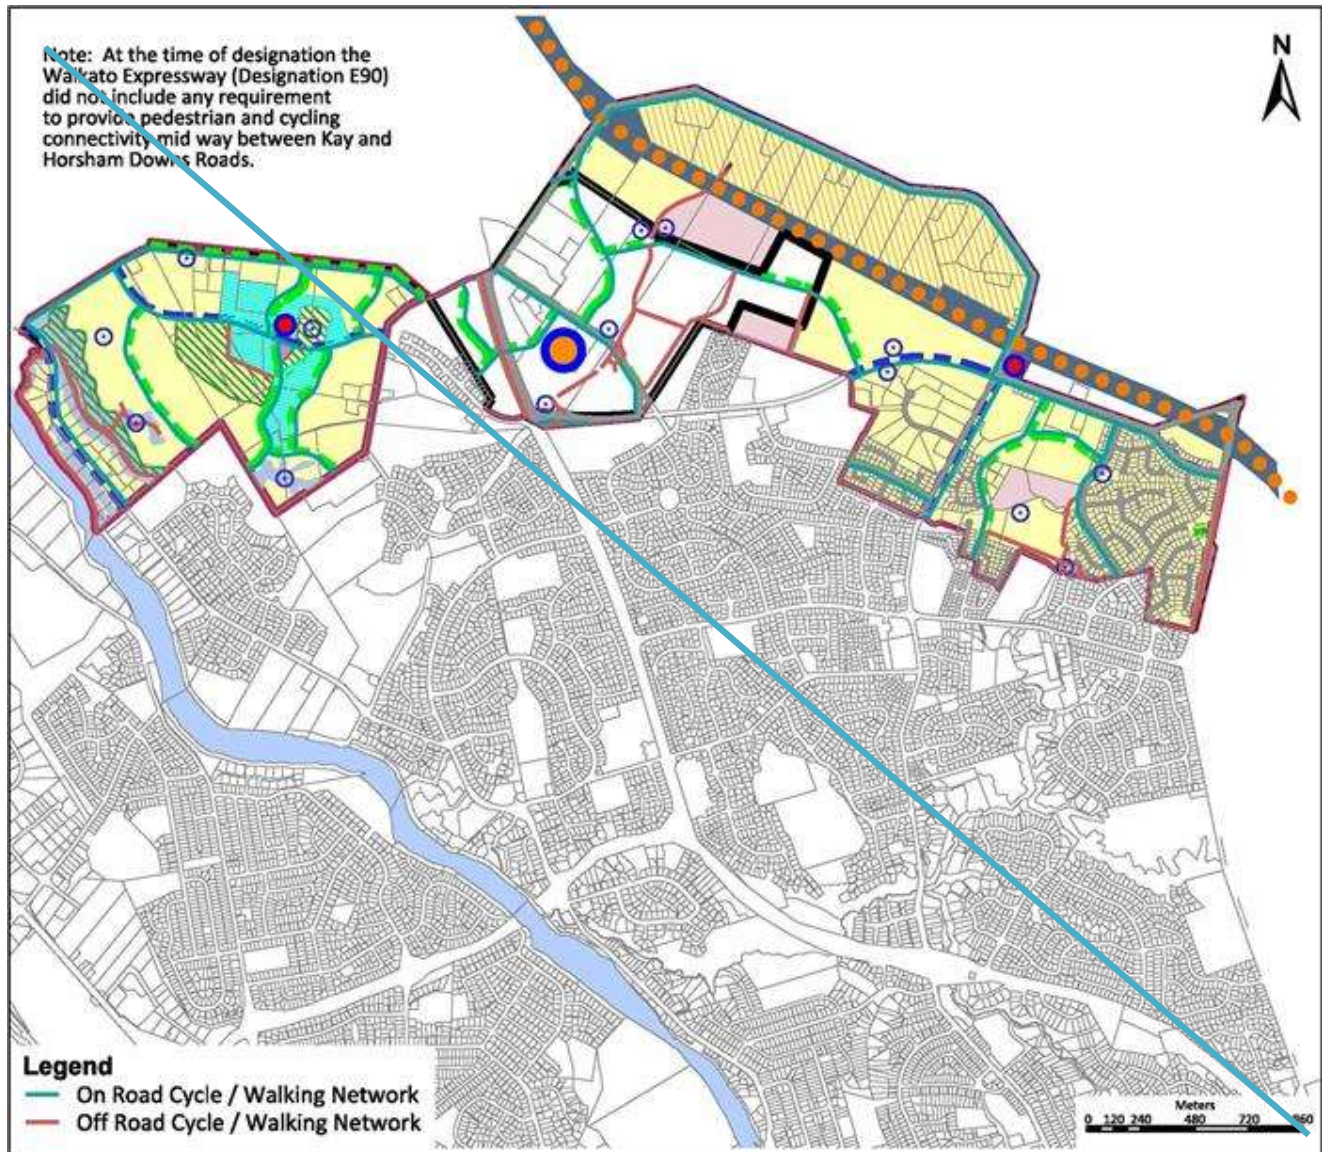 Note: At the time of designation the
Waikato Expressway (Designation E90)
did not include any requirement
to provide pedestrian and cycling
connectivity mid way between Kay and
Horsham Downs Roads.
N
Legend
On Road Cycle / Walking Network
Off Road Cycle / Walking Network
Meters
0 120 240 480 720 960